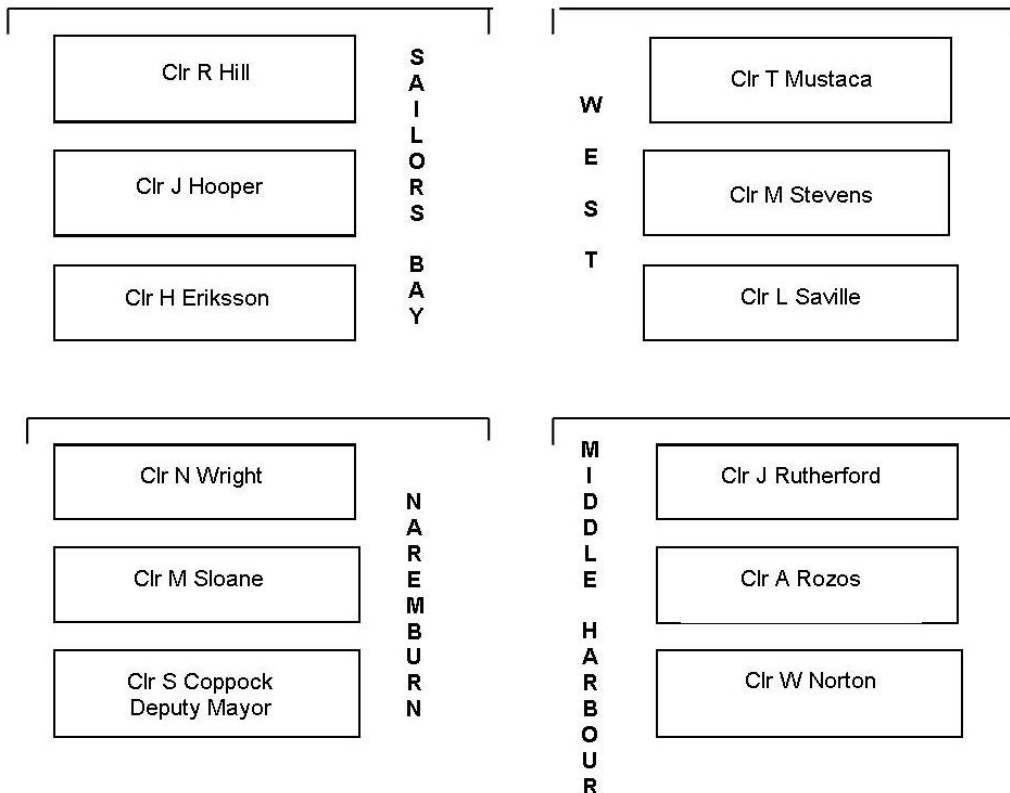 Clr R Hill
Clr J Hooper
Clr H Eriksson
SAILORS BAY
WEST
Clr T Mustaca
Clr M Stevens
Clr L Saville
Clr N Wright
Clr M Sloane
Clr S Coppock
Deputy Mayor
NAREMBURN
MIDDLE HARBOUR
Clr J Rutherford
Clr A Rozos
Clr W Norton